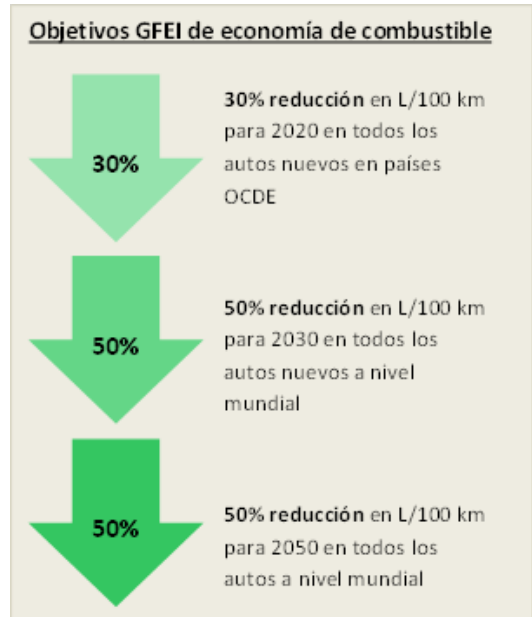 Objetivos GFEI de economía de combustible
30%
30% reducción en L/100 km
para 2020 en todos los
autos nuevos en países
OCDE
50%
50% reducción en L/100 km
para 2030 en todos los
autos nuevos a nivel
mundial
50%
50% reducción en L/100 km
para 2050 en todos los
autos a nivel mundial